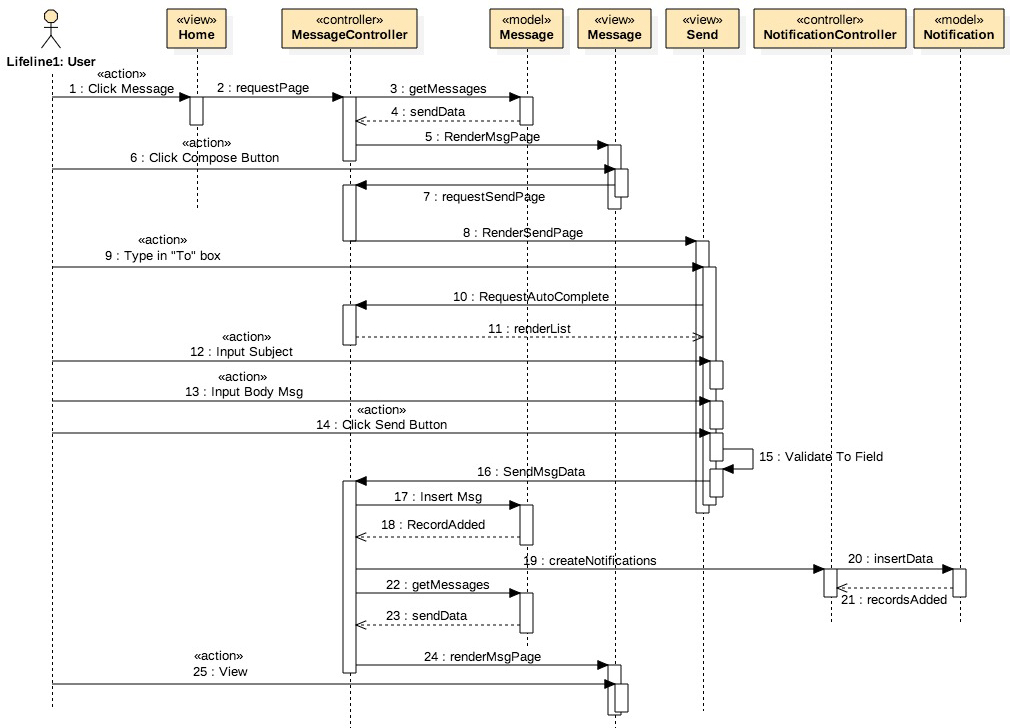 «view»
Home
«controller»
MessageController
«model»
Message
«view»
Message
«view»
Send
«controller»
NotificationController
«model»
Notification
Lifeline1: User
«action»
1 : Click Message
2 : requestPage
3 : getMessages
4 : sendData
5 : RenderMsgPage
«action»
6 : Click Compose Button
7 : requestSendPage
8 : RenderSendPage
«action»
9 : Type in "To" box
10 : RequestAutoComplete
11 : renderList
«action»
12 : Input Subject
«action»
13 : Input Body Msg
«action»
14 : Click Send Button
15 : Validate To Field
16 : SendMsgData
17 : Insert Msg
18 : RecordAdded
19 : createNotifications
20 : insertData
21 : recordsAdded
22 : getMessages
23 : sendData
24 : renderMsgPage
«action»
25 : View